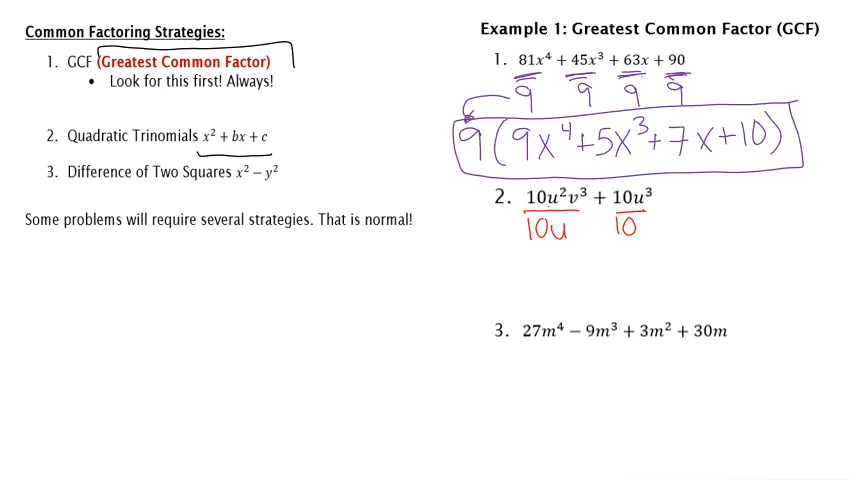 Common Factoring Strategies:
1. GCF (Greatest Common Factor)
• Look for this first! Always!
2. Quadratic Trinomials x² + bx + c
3. Difference of Two Squares x² − y²
Some problems will require several strategies. That is normal!
Example 1: Greatest Common Factor (GCF)
1. 81x⁴ + 45x³ + 63x + 90
9 9 9 9
9(9x⁴+5x³+7x+10)
2. 10u²v³ + 10u³
10u 10
3. 27m⁴ − 9m³ + 3m² + 30m